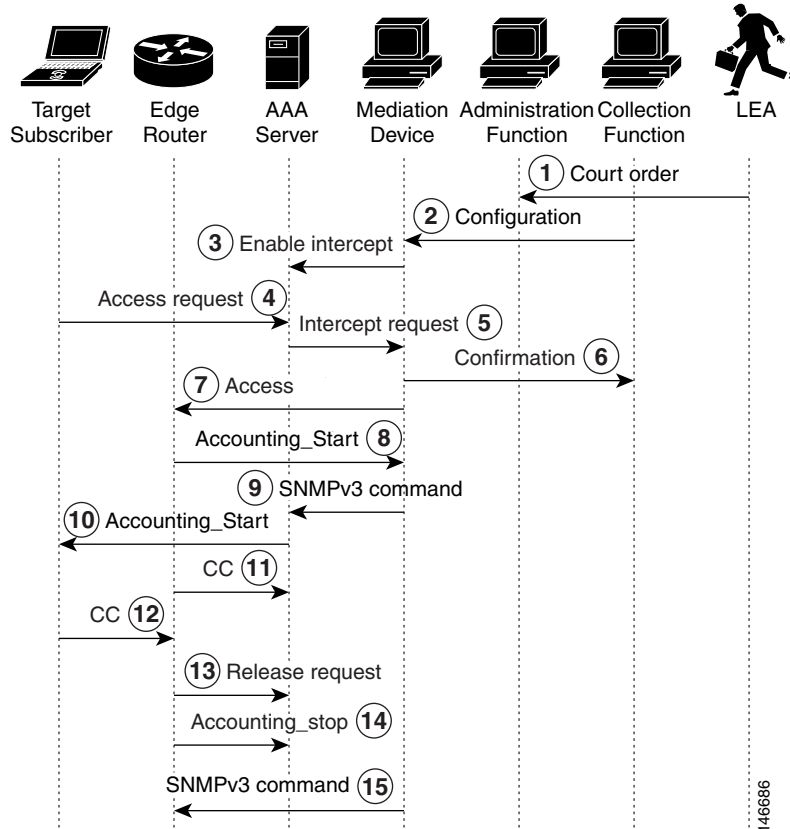 Target Subscriber
Edge Router
AAA Server
Mediation Device
Administration Function
Collection Function
LEA
1 Court order
2 Configuration
3 Enable intercept
Access request 4
Intercept request 5
Confirmation 6
7 Access
Accounting_Start 8
9 SNMPv3 command
10 Accounting_Start
CC 11
CC 12
13 Release request
Accounting_stop 14
SNMPv3 command 15
146686